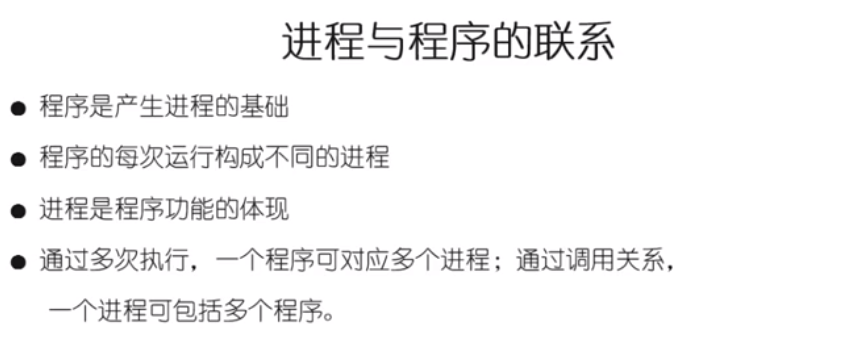 进程与程序的联系
● 程序是产生进程的基础
● 程序的每次运行构成不同的进程
● 进程是程序功能的体现
● 通过多次执行，一个程序可对应多个进程；通过调用关系，
一个进程可包括多个程序。